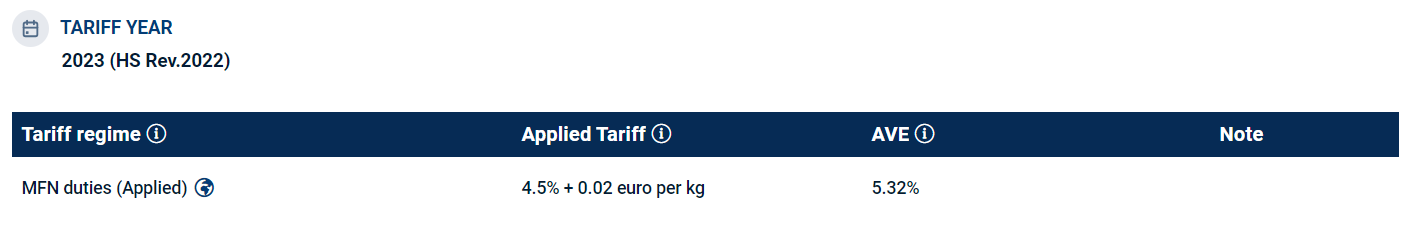 TARIFF YEAR
2023 (HS Rev.2022)
Tariff regime Applied Tariff AVE Note
MFN duties (Applied) 4.5% + 0.02 euro per kg 5.32%